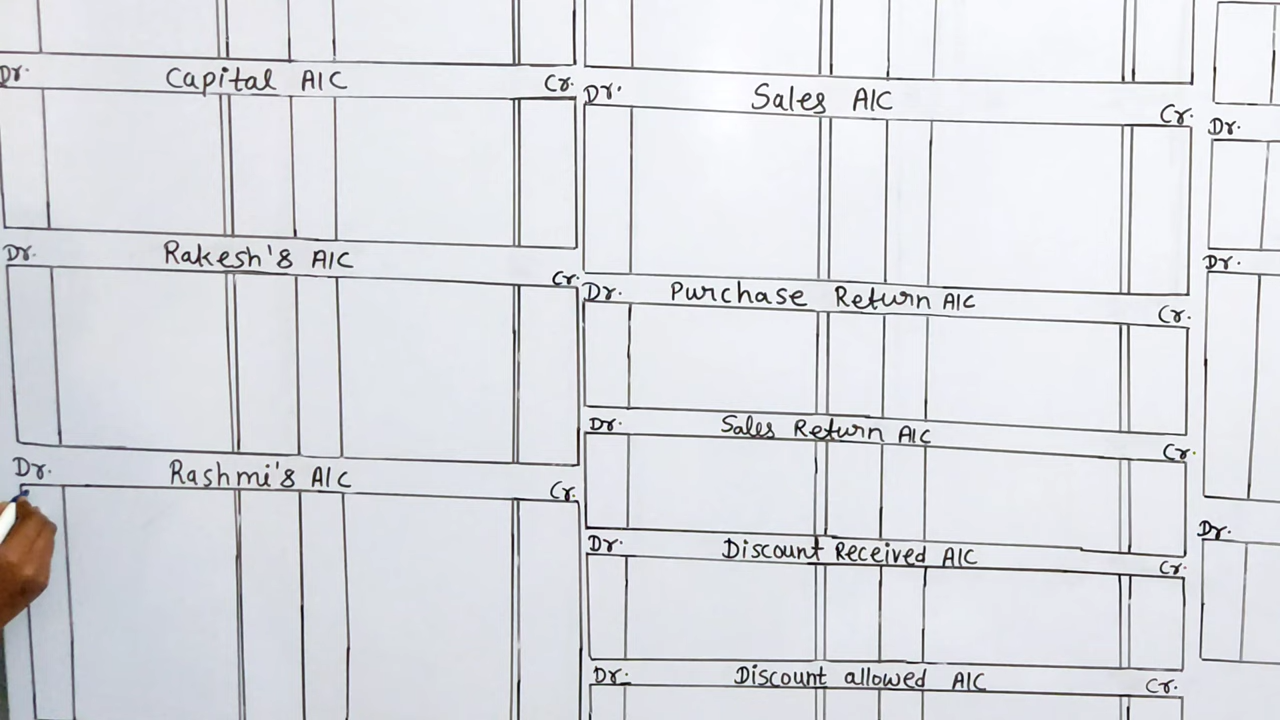 Dr. Capital A/C Cr.
Dr. Rakesh's A/C Cr.
Dr. Rashmi's A/C Cr.
Dr. Sales A/C Cr.
Dr. Purchase Return A/C Cr.
Dr. Sales Return A/C Cr.
Dr. Discount Received A/C Cr.
Dr. Discount allowed A/C Cr.
Dr.
Dr.
Dr.